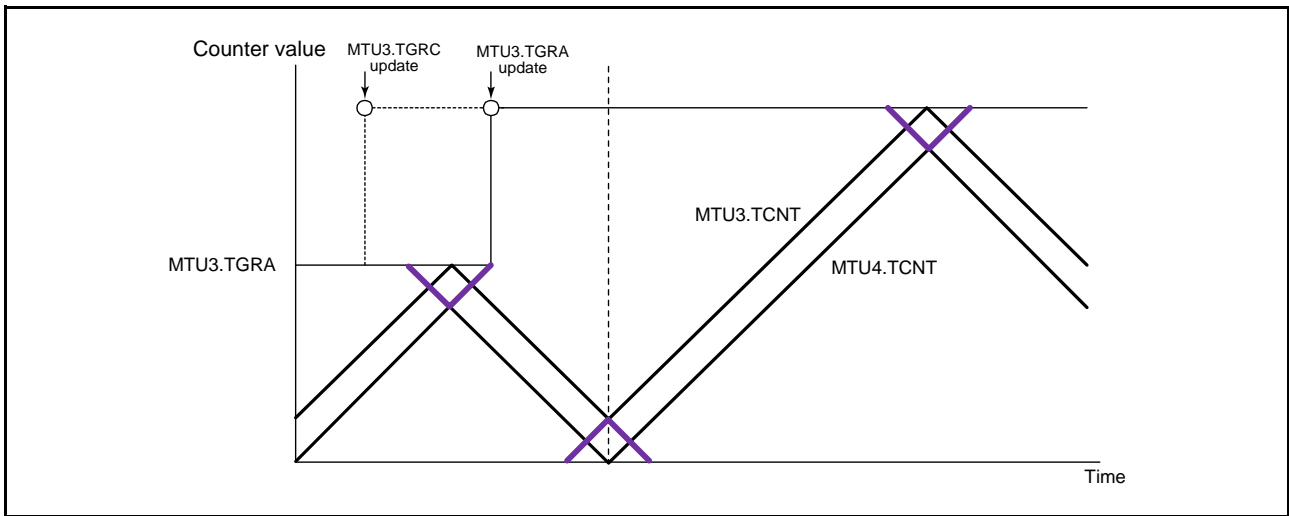 Counter value
MTU3.TGRC
update
MTU3.TGRA
update
MTU3.TCNT
MTU3.TGRA
MTU4.TCNT
Time